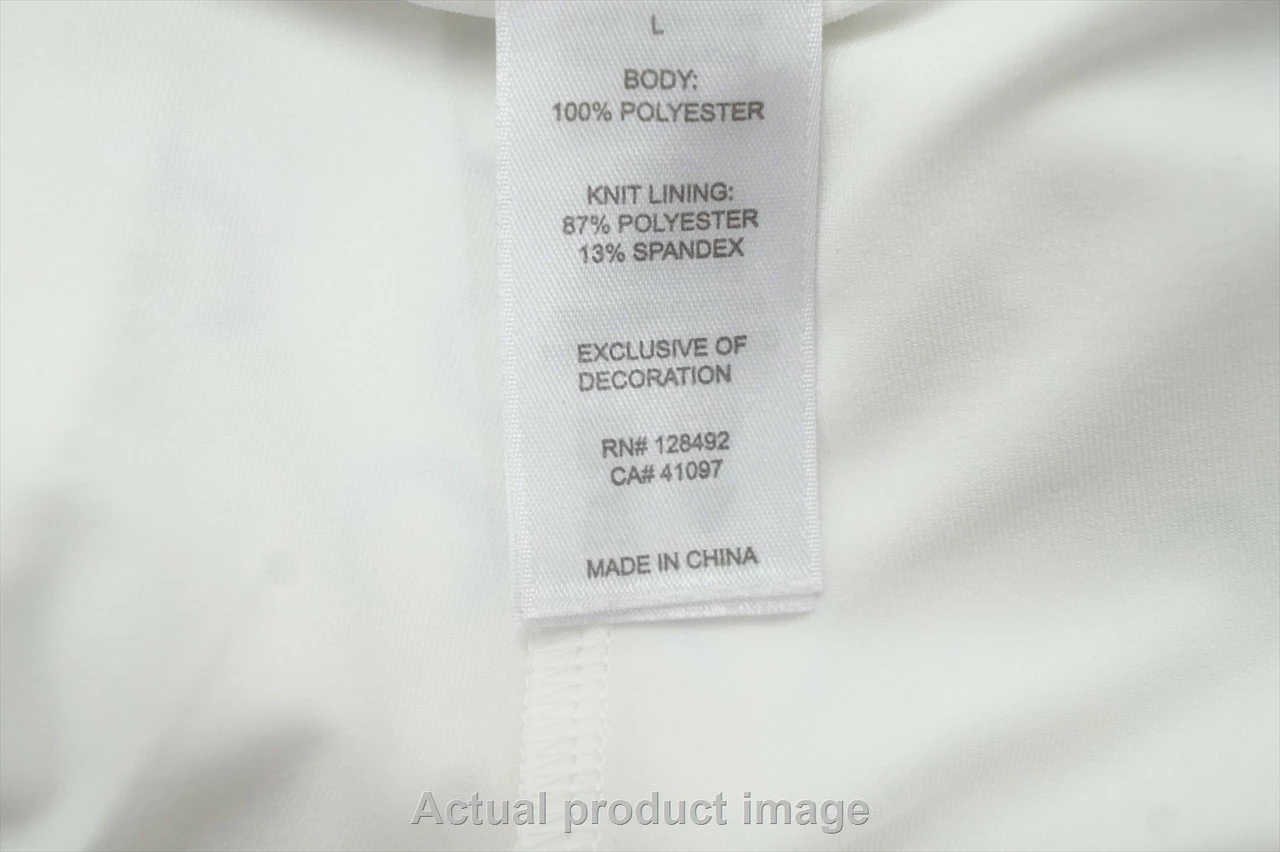 L
BODY:
100% POLYESTER
KNIT LINING:
87% POLYESTER
13% SPANDEX
EXCLUSIVE OF
DECORATION
RN# 128492
CA# 41097
MADE IN CHINA
Actual product image